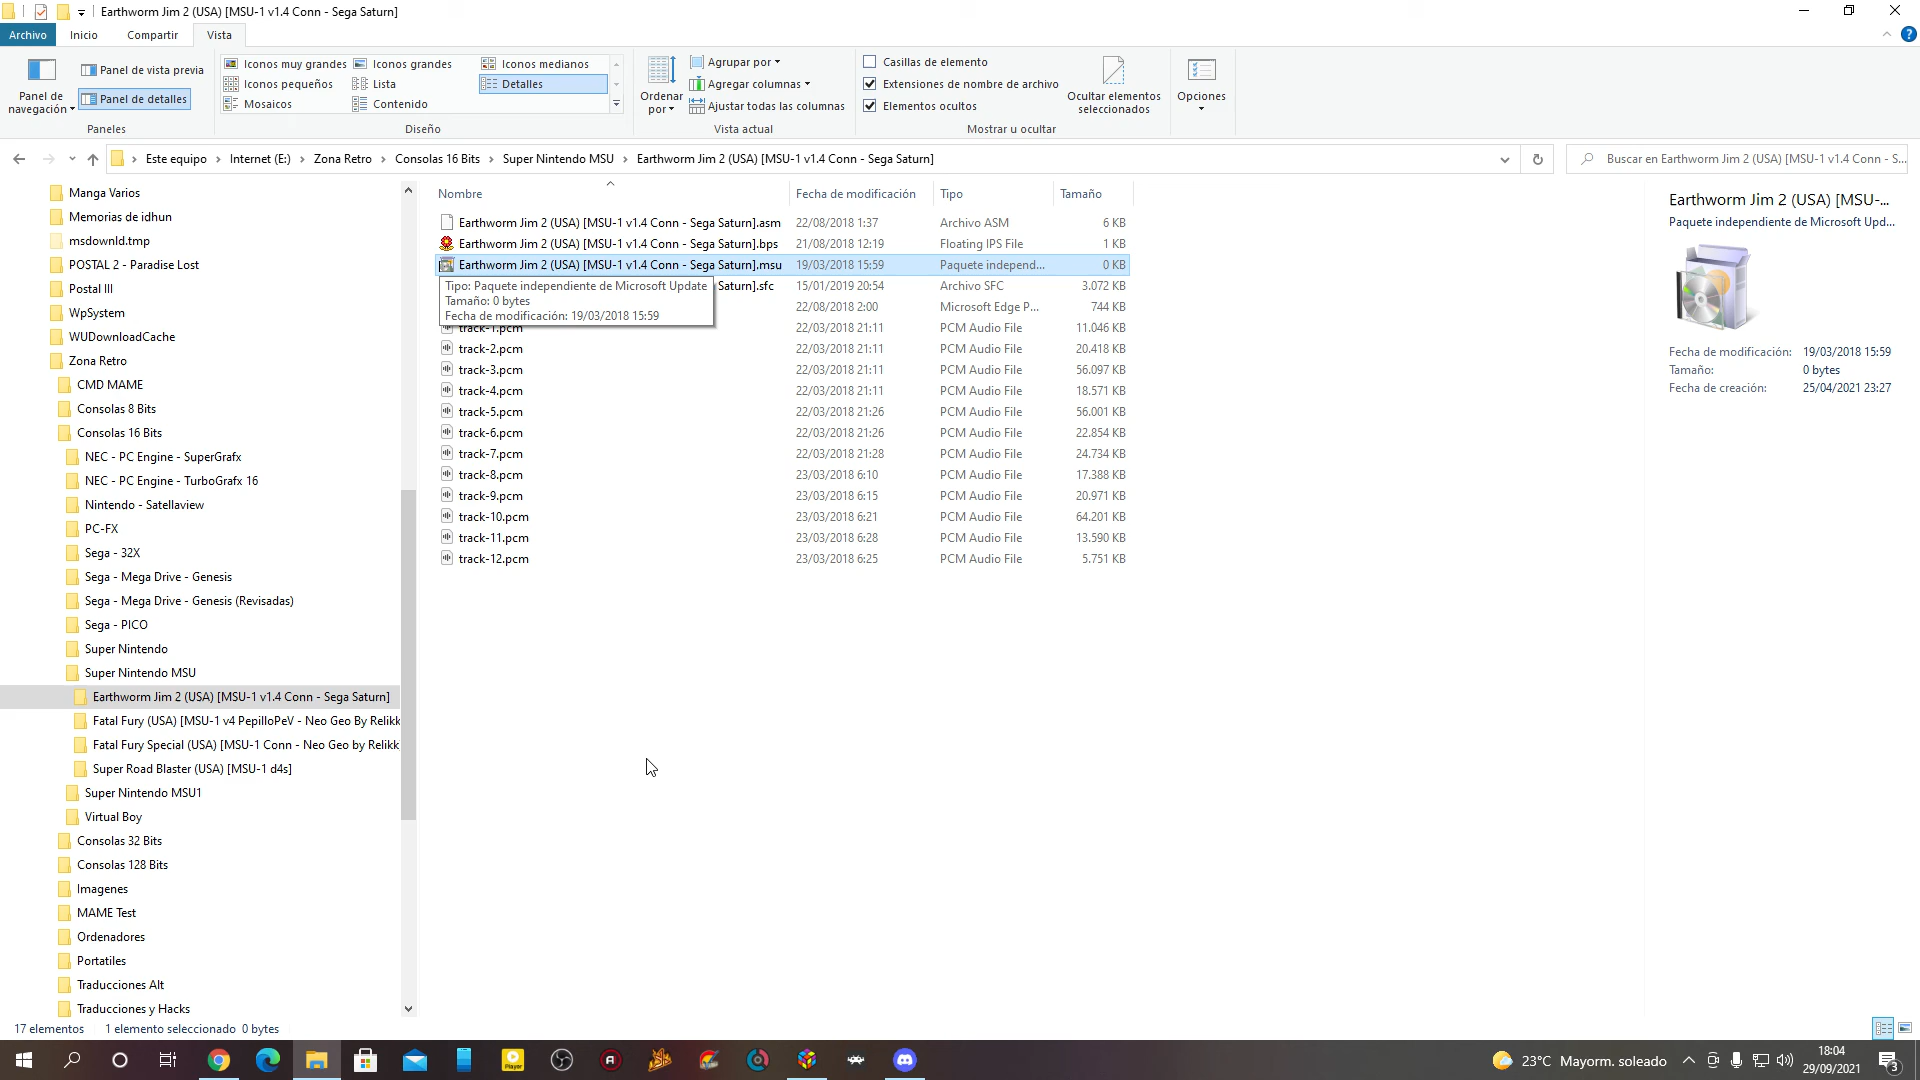 Earthworm Jim 2 (USA) [MSU-1 v1.4 Conn - Sega Saturn]
Archivo
Inicio
Compartir
Vista
Panel de navegación
Panel de vista previa
Panel de detalles
Paneles
Iconos muy grandes
Iconos grandes
Iconos medianos
Iconos pequeños
Lista
Detalles
Mosaicos
Contenido
Diseño
Ordenar por
Agrupar por
Agregar columnas
Ajustar todas las columnas
Vista actual
Casillas de elemento
Extensiones de nombre de archivo
Elementos ocultos
Ocultar elementos seleccionados
Mostrar u ocultar
Opciones
Este equipo > Internet (E:) > Zona Retro > Consolas 16 Bits > Super Nintendo MSU > Earthworm Jim 2 (USA) [MSU-1 v1.4 Conn - Sega Saturn]
Buscar en Earthworm Jim 2 (USA) [MSU-1 v1.4 Conn - S...
Manga Varios
Memorias de idhun
msdownld.tmp
POSTAL 2 - Paradise Lost
Postal III
WpSystem
WUDownloadCache
Zona Retro
CMD MAME
Consolas 8 Bits
Consolas 16 Bits
NEC - PC Engine - SuperGrafx
NEC - PC Engine - TurboGrafx 16
Nintendo - Satellaview
PC-FX
Sega - 32X
Sega - Mega Drive - Genesis
Sega - Mega Drive - Genesis (Revisadas)
Sega - PICO
Super Nintendo
Super Nintendo MSU
Earthworm Jim 2 (USA) [MSU-1 v1.4 Conn - Sega Saturn]
Fatal Fury (USA) [MSU-1 v4 PepilloPeV - Neo Geo By Relikk
Fatal Fury Special (USA) [MSU-1 Conn - Neo Geo by Relikk
Super Road Blaster (USA) [MSU-1 d4s]
Super Nintendo MSU1
Virtual Boy
Consolas 32 Bits
Consolas 128 Bits
Imagenes
MAME Test
Ordenadores
Portatiles
Traducciones Alt
Traducciones y Hacks
Nombre Fecha de modificación Tipo Tamaño
Earthworm Jim 2 (USA) [MSU-1 v1.4 Conn - Sega Saturn].asm 22/08/2018 1:37 Archivo ASM 6 KB
Earthworm Jim 2 (USA) [MSU-1 v1.4 Conn - Sega Saturn].bps 21/08/2018 12:19 Floating IPS File 1 KB
Earthworm Jim 2 (USA) [MSU-1 v1.4 Conn - Sega Saturn].msu 19/03/2018 15:59 Paquete independ... 0 KB
Saturn].sfc 15/01/2019 20:54 Archivo SFC 3.072 KB
22/08/2018 2:00 Microsoft Edge P... 744 KB
track-1.pcm 22/03/2018 21:11 PCM Audio File 11.046 KB
track-2.pcm 22/03/2018 21:11 PCM Audio File 20.418 KB
track-3.pcm 22/03/2018 21:11 PCM Audio File 56.097 KB
track-4.pcm 22/03/2018 21:11 PCM Audio File 18.571 KB
track-5.pcm 22/03/2018 21:26 PCM Audio File 56.001 KB
track-6.pcm 22/03/2018 21:26 PCM Audio File 22.854 KB
track-7.pcm 22/03/2018 21:28 PCM Audio File 24.734 KB
track-8.pcm 23/03/2018 6:10 PCM Audio File 17.388 KB
track-9.pcm 23/03/2018 6:15 PCM Audio File 20.971 KB
track-10.pcm 23/03/2018 6:21 PCM Audio File 64.201 KB
track-11.pcm 23/03/2018 6:28 PCM Audio File 13.590 KB
track-12.pcm 23/03/2018 6:25 PCM Audio File 5.751 KB
Tipo: Paquete independiente de Microsoft Update
Tamaño: 0 bytes
Fecha de modificación: 19/03/2018 15:59
Earthworm Jim 2 (USA) [MSU-...
Paquete independiente de Microsoft Upd...
Fecha de modificación: 19/03/2018 15:59
Tamaño: 0 bytes
Fecha de creación: 25/04/2021 23:27
17 elementos 1 elemento seleccionado 0 bytes
Player
23°C Mayorm. soleado
18:04
29/09/2021
3